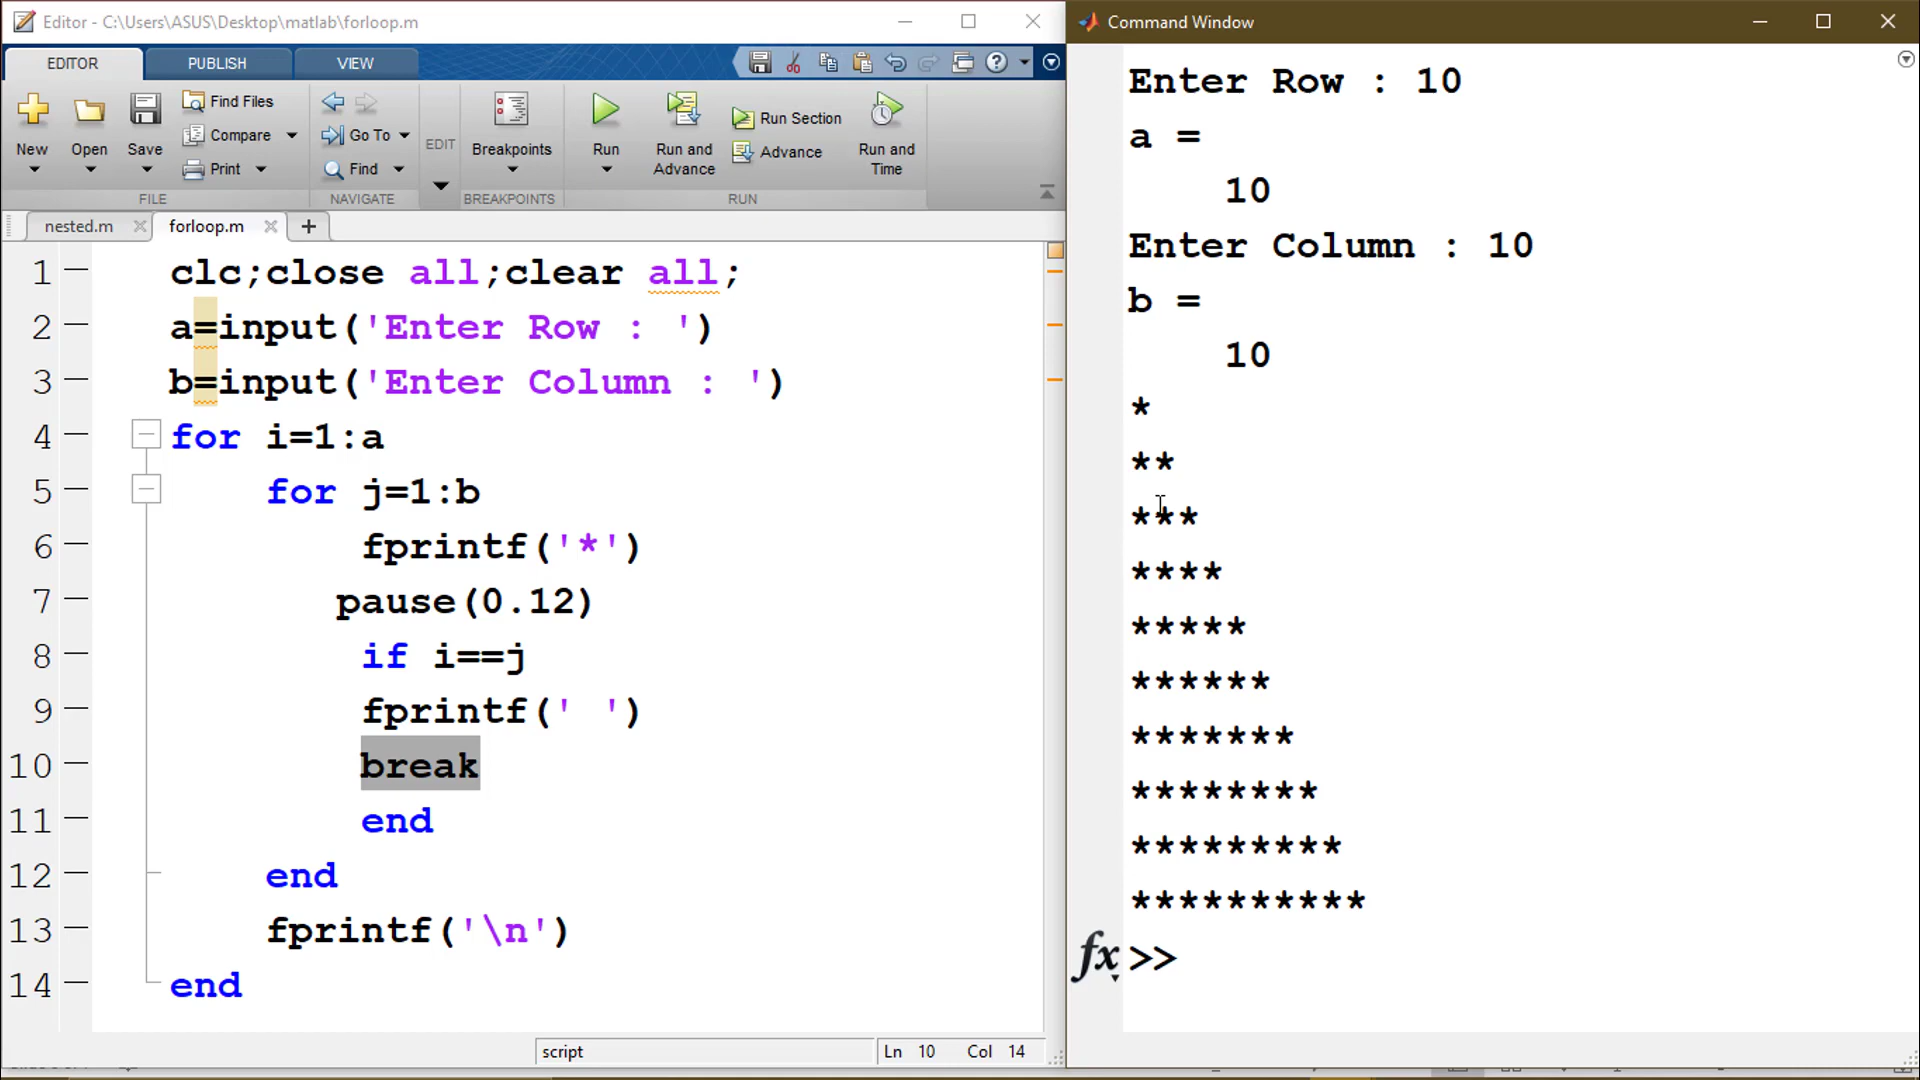 Editor - C:\Users\ASUS\Desktop\matlab\forloop.m
EDITOR PUBLISH VIEW
New Open Save Find Files Compare Print Go To Find EDIT Breakpoints Run Run and Advance Run Section Advance Run and Time
FILE NAVIGATE BREAKPOINTS RUN
nested.m forloop.m
1 clc;close all;clear all;
2 a=input('Enter Row : ')
3 b=input('Enter Column : ')
4 for i=1:a
5 for j=1:b
6 fprintf('*')
7 pause(0.12)
8 if i==j
9 fprintf(' ')
10 break
11 end
12 end
13 fprintf('\n')
14 end
script Ln 10 Col 14
Command Window
Enter Row : 10
a =
10
Enter Column : 10
b =
10
*
**
***
****
*****
******
*******
********
*********
**********
fx >>